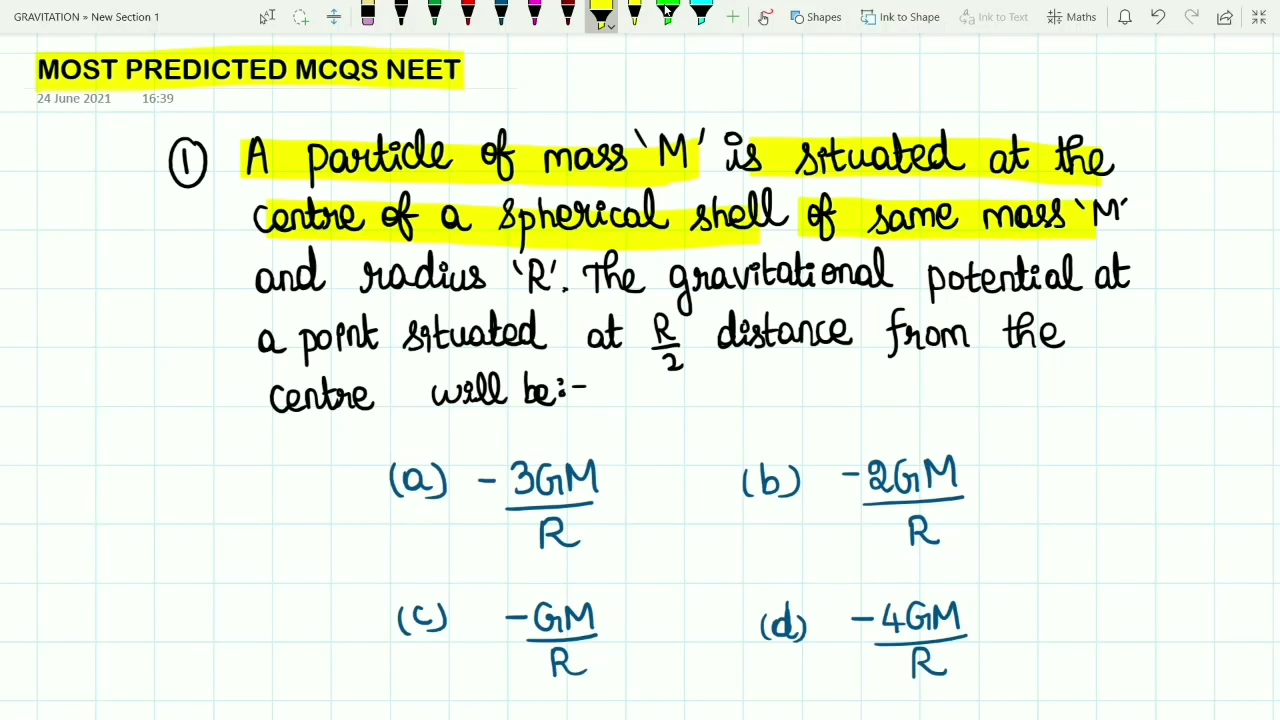 GRAVITATION > New Section 1
Shapes
Ink to Shape
Ink to Text
Maths
MOST PREDICTED MCQS NEET
24 June 2021 16:39
① A particle of mass 'M' is situated at the
centre of a spherical shell of same mass 'M'
and radius 'R'. The gravitational potential at
a point situated at R/2 distance from the
centre will be:-
(a) -3GM/R (b) -2GM/R
(c) -GM/R (d) -4GM/R